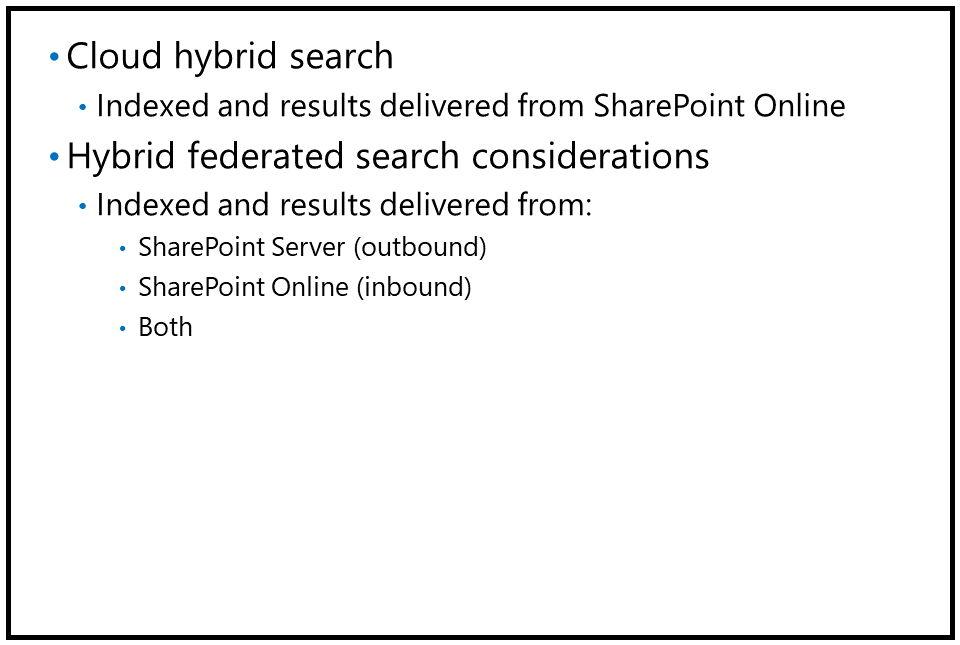 • Cloud hybrid search
• Indexed and results delivered from SharePoint Online
• Hybrid federated search considerations
• Indexed and results delivered from:
• SharePoint Server (outbound)
• SharePoint Online (inbound)
• Both